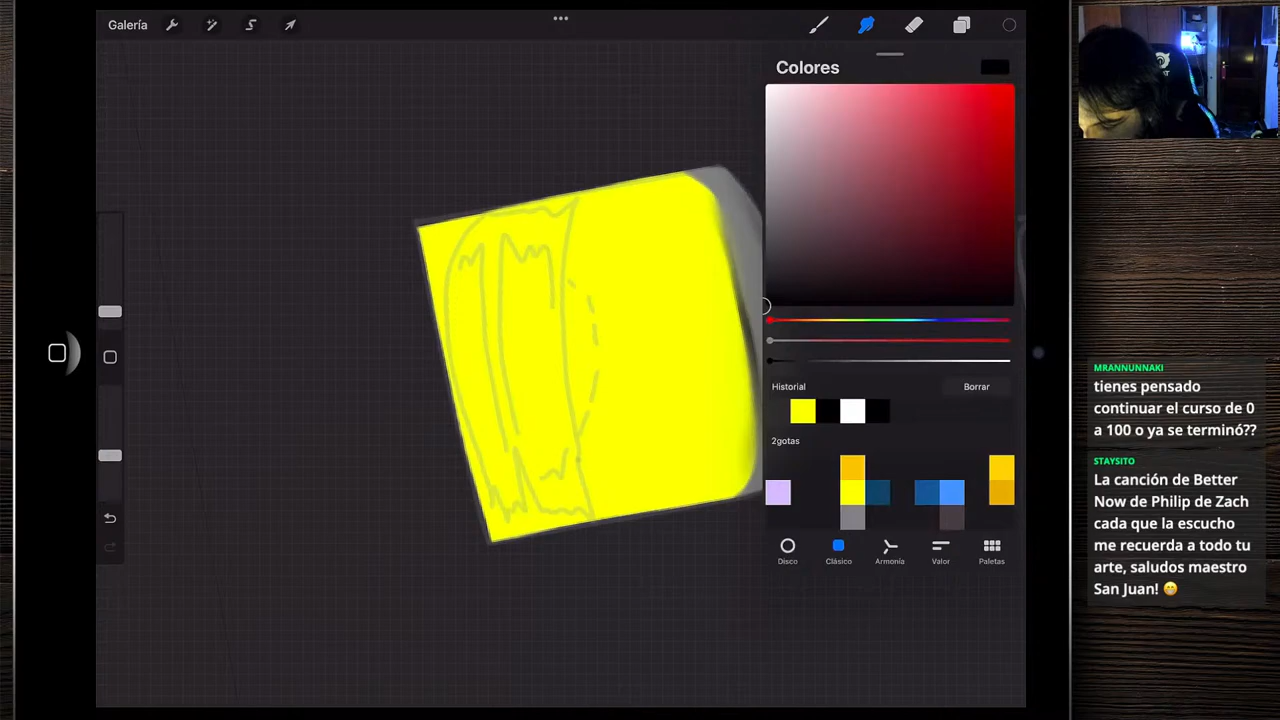 Galería
Colores
Historial
Borrar
2gotas
Disco
Clásico
Armonía
Valor
Paletas
MRANNUNNAKI
tienes pensado
continuar el curso de 0
a 100 o ya se terminó??
STAYSITO
La canción de Better
Now de Philip de Zach
cada que la escucho
me recuerda a todo tu
arte, saludos maestro
San Juan! 😁